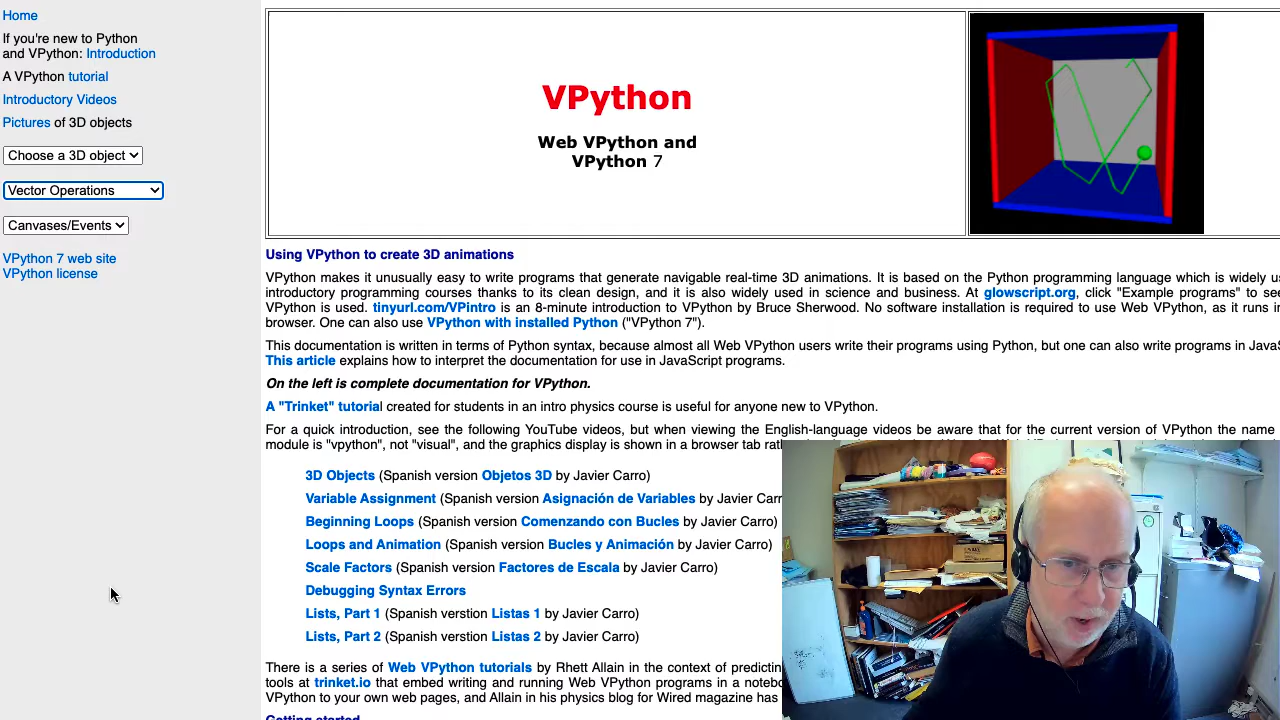 Home
If you're new to Python
and VPython: Introduction
A VPython tutorial
Introductory Videos
Pictures of 3D objects
Choose a 3D object
Vector Operations
Canvases/Events
VPython 7 web site
VPython license
VPython
Web VPython and
VPython 7
Using VPython to create 3D animations
VPython makes it unusually easy to write programs that generate navigable real-time 3D animations. It is based on the Python programming language which is widely
introductory programming courses thanks to its clean design, and it is also widely used in science and business. At glowscript.org, click "Example programs" to
VPython is used. tinyurl.com/VPintro is an 8-minute introduction to VPython by Bruce Sherwood. No software installation is required to use Web VPython, as it runs
browser. One can also use VPython with installed Python ("VPython 7").
This documentation is written in terms of Python syntax, because almost all Web VPython users write their programs using Python, but one can also write programs in
This article explains how to interpret the documentation for use in JavaScript programs.
On the left is complete documentation for VPython.
A "Trinket" tutorial created for students in an intro physics course is useful for anyone new to VPython.
For a quick introduction, see the following YouTube videos, but when viewing the English-language videos be aware that for the current version of VPython the name
module is "vpython", not "visual", and the graphics display is shown in a browser tab
3D Objects (Spanish version Objetos 3D by Javier Carro)
Variable Assignment (Spanish version Asignación de Variables by Javier
Beginning Loops (Spanish version Comenzando con Bucles by Javier Carro)
Loops and Animation (Spanish version Bucles y Animación by Javier Carro)
Scale Factors (Spanish version Factores de Escala by Javier Carro)
Debugging Syntax Errors
Lists, Part 1 (Spanish verstion Listas 1 by Javier Carro)
Lists, Part 2 (Spanish verstion Listas 2 by Javier Carro)
There is a series of Web VPython tutorials by Rhett Allain in the context of
tools at trinket.io that embed writing and running Web VPython programs in a
VPython to your own web pages, and Allain in his physics blog for Wired magazine has
Getting started